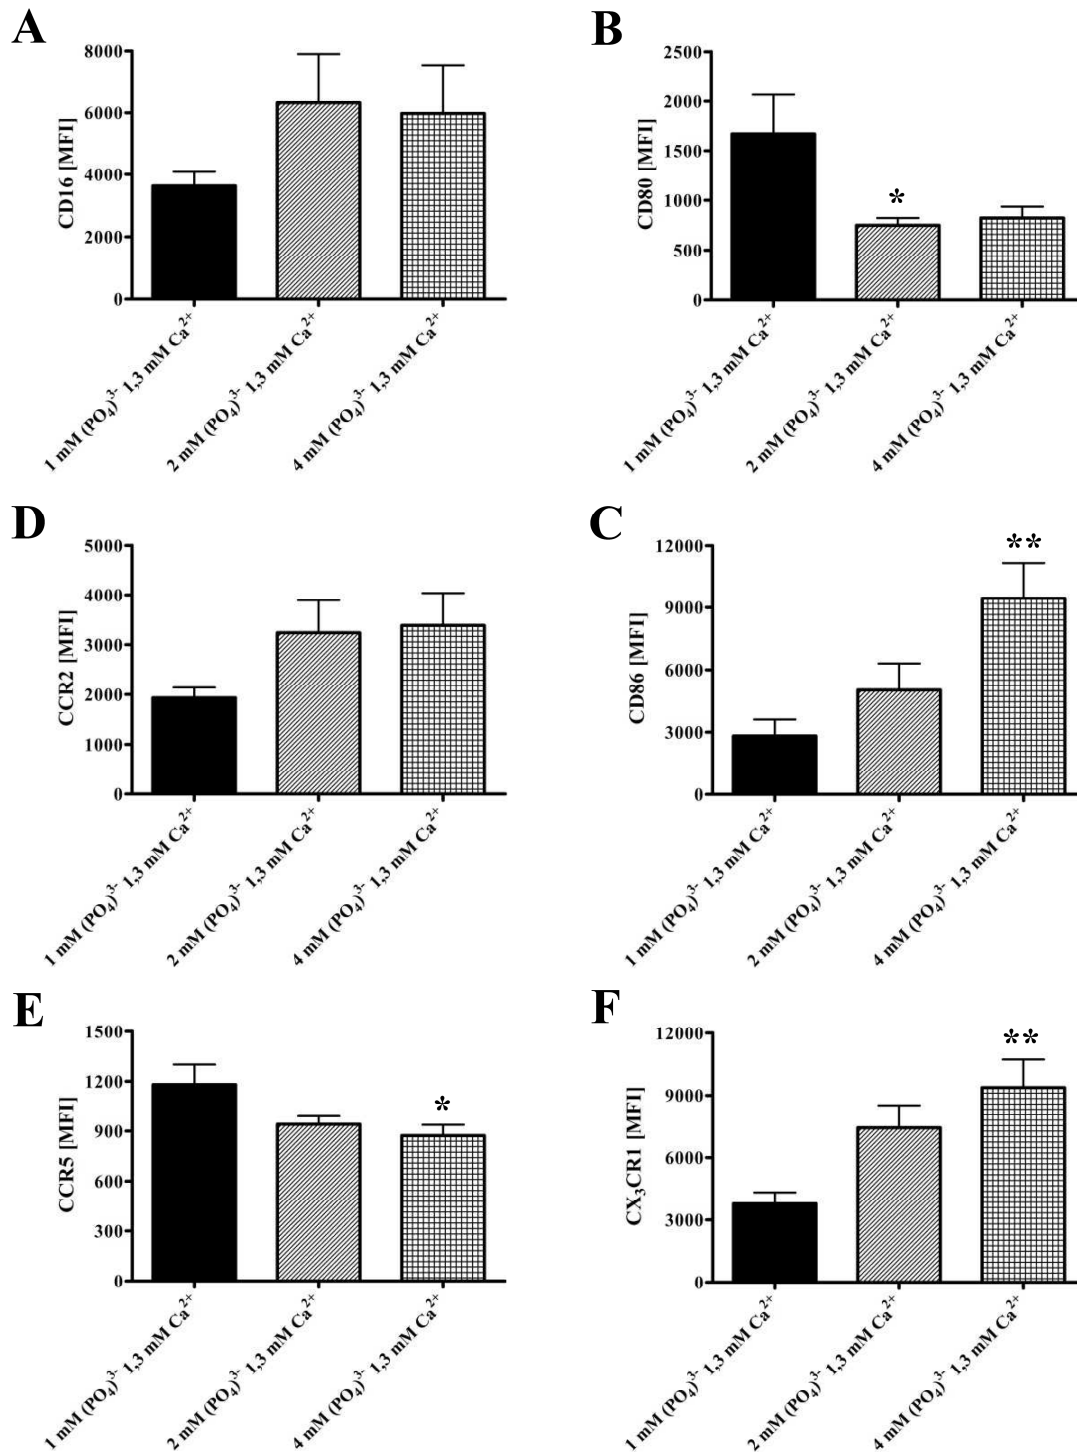 A
CD16 [MFI]
8000
6000
4000
2000
0
1 mM (PO₄)³⁻ 1,3 mM Ca²⁺
2 mM (PO₄)³⁻ 1,3 mM Ca²⁺
4 mM (PO₄)³⁻ 1,3 mM Ca²⁺
B
CD80 [MFI]
2500
2000
1500
1000
500
0
*
1 mM (PO₄)³⁻ 1,3 mM Ca²⁺
2 mM (PO₄)³⁻ 1,3 mM Ca²⁺
4 mM (PO₄)³⁻ 1,3 mM Ca²⁺
D
CCR2 [MFI]
5000
4000
3000
2000
1000
0
1 mM (PO₄)³⁻ 1,3 mM Ca²⁺
2 mM (PO₄)³⁻ 1,3 mM Ca²⁺
4 mM (PO₄)³⁻ 1,3 mM Ca²⁺
C
CD86 [MFI]
12000
9000
6000
3000
0
**
1 mM (PO₄)³⁻ 1,3 mM Ca²⁺
2 mM (PO₄)³⁻ 1,3 mM Ca²⁺
4 mM (PO₄)³⁻ 1,3 mM Ca²⁺
E
CCR5 [MFI]
1500
1200
900
600
300
0
*
1 mM (PO₄)³⁻ 1,3 mM Ca²⁺
2 mM (PO₄)³⁻ 1,3 mM Ca²⁺
4 mM (PO₄)³⁻ 1,3 mM Ca²⁺
F
CX₃CR1 [MFI]
12000
9000
6000
3000
0
**
1 mM (PO₄)³⁻ 1,3 mM Ca²⁺
2 mM (PO₄)³⁻ 1,3 mM Ca²⁺
4 mM (PO₄)³⁻ 1,3 mM Ca²⁺